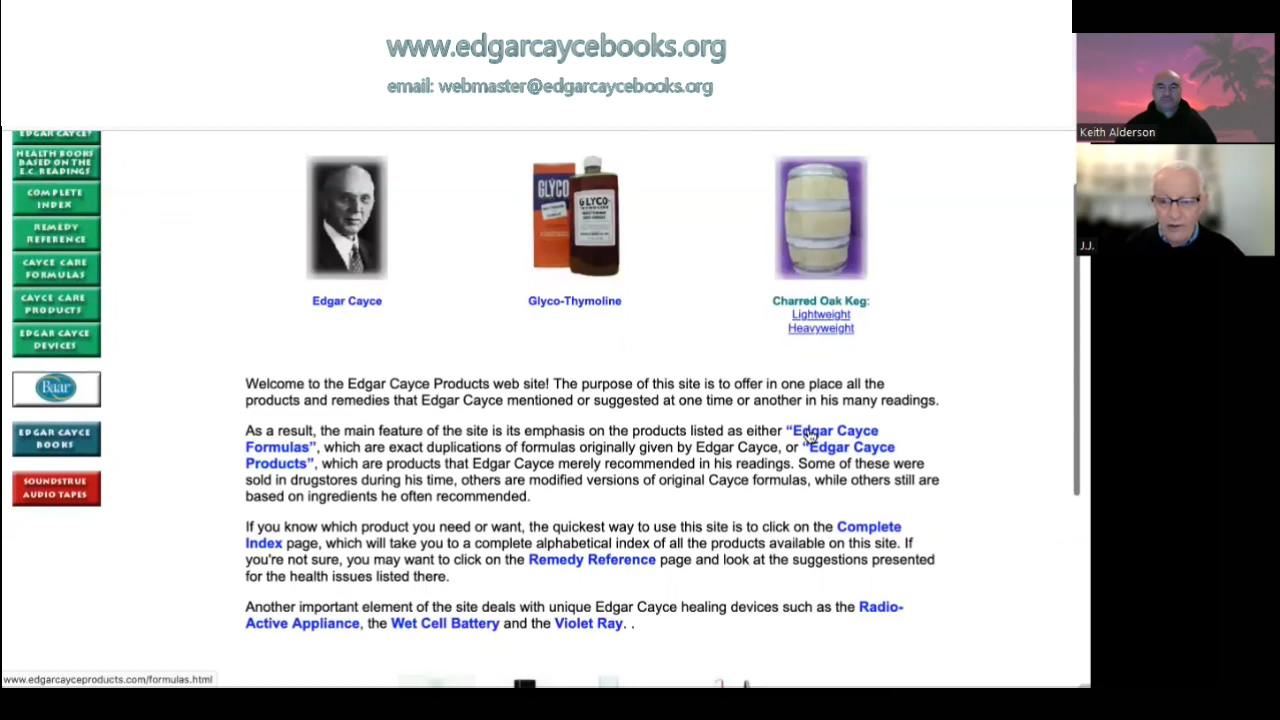 www.edgarcaycebooks.org
email: webmaster@edgarcaycebooks.org
Keith Alderson
J.J.
EDGAR CAYCE?
HEALTH BOOKS
BASED ON THE
E.C. READINGS
COMPLETE
INDEX
REMEDY
REFERENCE
CAYCE CARE
FORMULAS
CAYCE CARE
PRODUCTS
EDGAR CAYCE
DEVICES
Baar
EDGAR CAYCE
BOOKS
SOUNDSTRUE
AUDIO TAPES
GLYCO
GLYCO-
Edgar Cayce
Glyco-Thymoline
Charred Oak Keg:
Lightweight
Heavyweight
Welcome to the Edgar Cayce Products web site! The purpose of this site is to offer in one place all the
products and remedies that Edgar Cayce mentioned or suggested at one time or another in his many readings.
As a result, the main feature of the site is its emphasis on the products listed as either “Edgar Cayce
Formulas”, which are exact duplications of formulas originally given by Edgar Cayce, or “Edgar Cayce
Products”, which are products that Edgar Cayce merely recommended in his readings. Some of these were
sold in drugstores during his time, others are modified versions of original Cayce formulas, while others still are
based on ingredients he often recommended.
If you know which product you need or want, the quickest way to use this site is to click on the Complete
Index page, which will take you to a complete alphabetical index of all the products available on this site. If
you're not sure, you may want to click on the Remedy Reference page and look at the suggestions presented
for the health issues listed there.
Another important element of the site deals with unique Edgar Cayce healing devices such as the Radio-
Active Appliance, the Wet Cell Battery and the Violet Ray. .
www.edgarcayceproducts.com/formulas.html